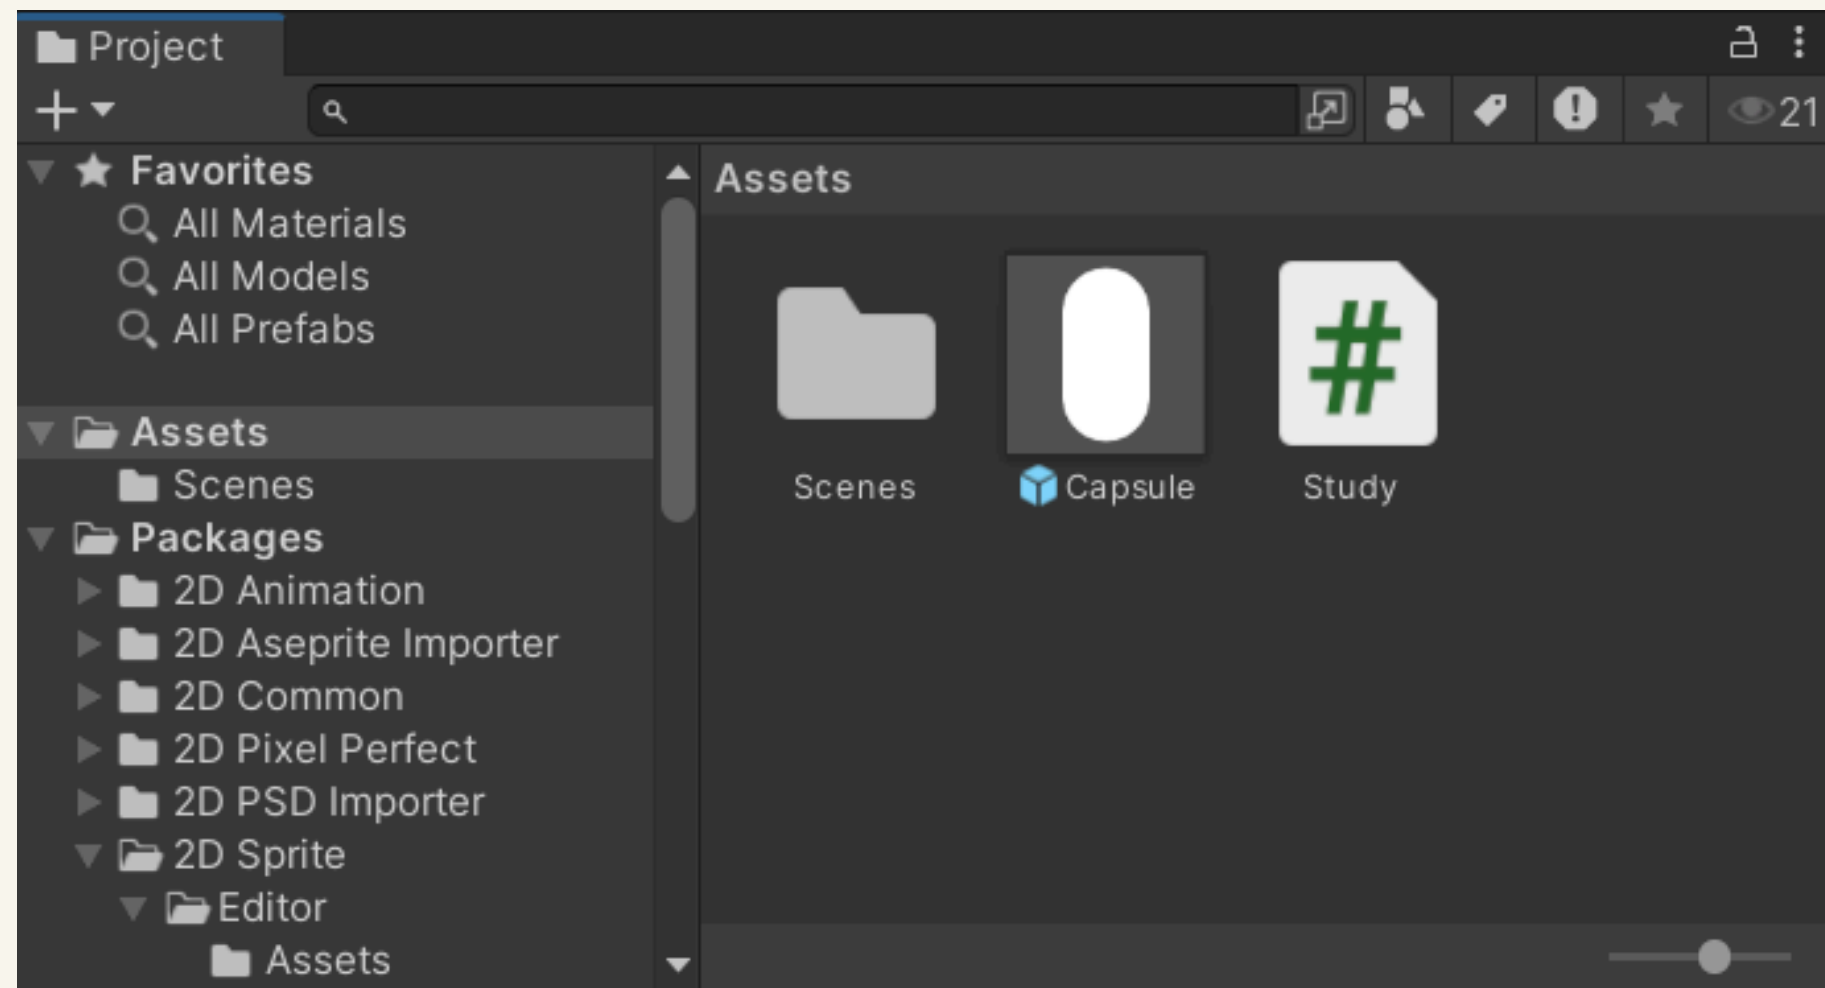 Project
21
Favorites
All Materials
All Models
All Prefabs
Assets
Scenes
Packages
2D Animation
2D Aseprite Importer
2D Common
2D Pixel Perfect
2D PSD Importer
2D Sprite
Editor
Assets
Assets
#
Scenes
Capsule
Study